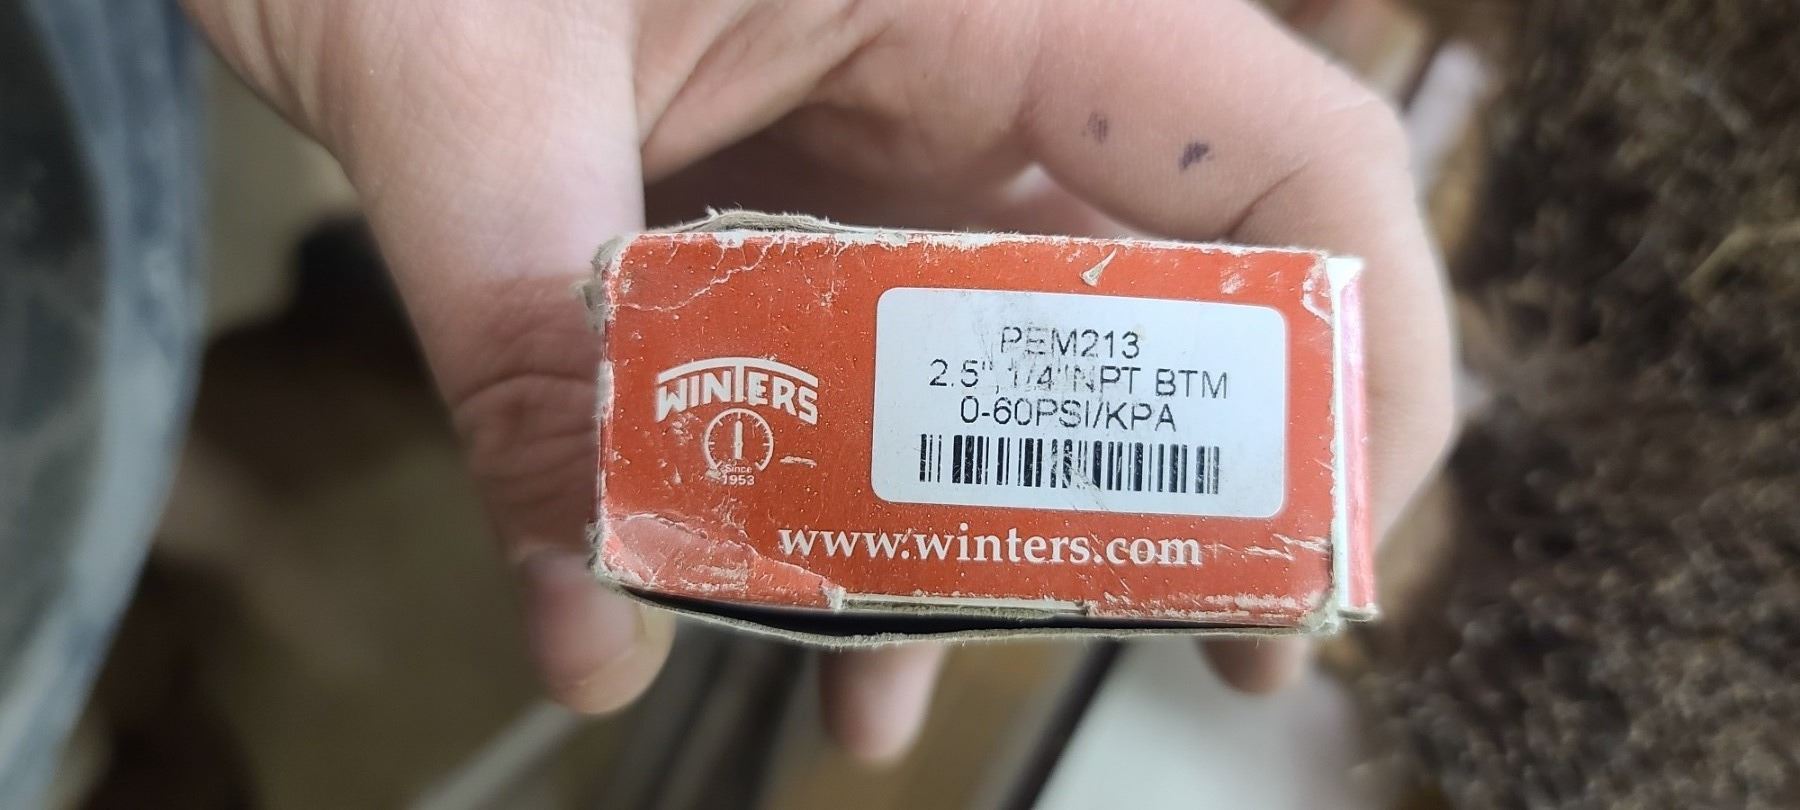 WINTERS
Since
1953
PEM213
2.5", 1/4"NPT BTM
0-60PSI/KPA
www.winters.com